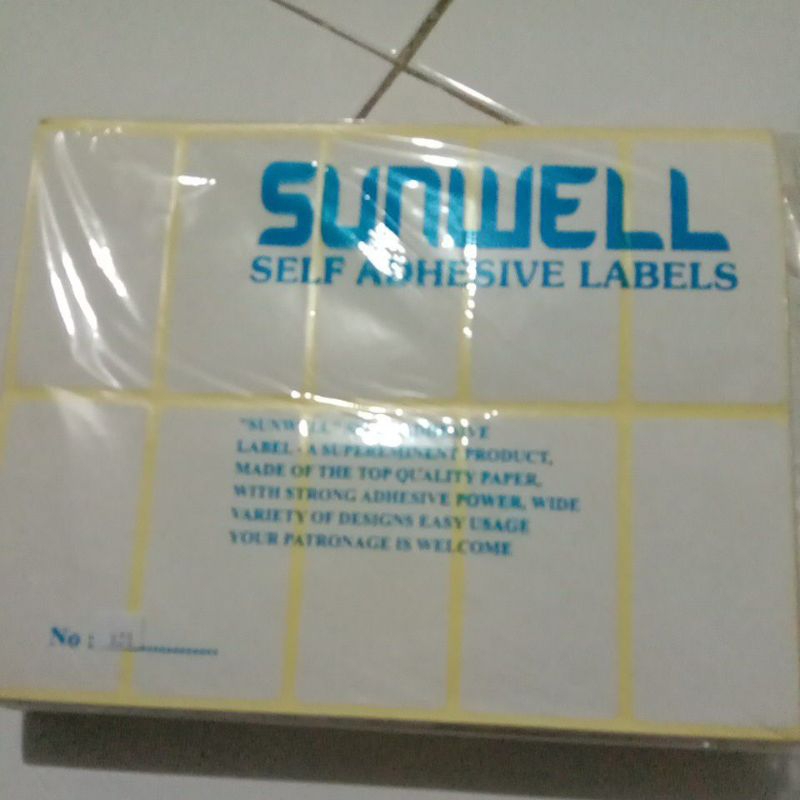 SUNWELL
SELF ADHESIVE LABELS
"SUNWELL" ADHESIVE
LABEL - A SUPEREMINENT PRODUCT,
MADE OF THE TOP QUALITY PAPER,
WITH STRONG ADHESIVE POWER, WIDE
VARIETY OF DESIGNS EASY USAGE
YOUR PATRONAGE IS WELCOME
No :